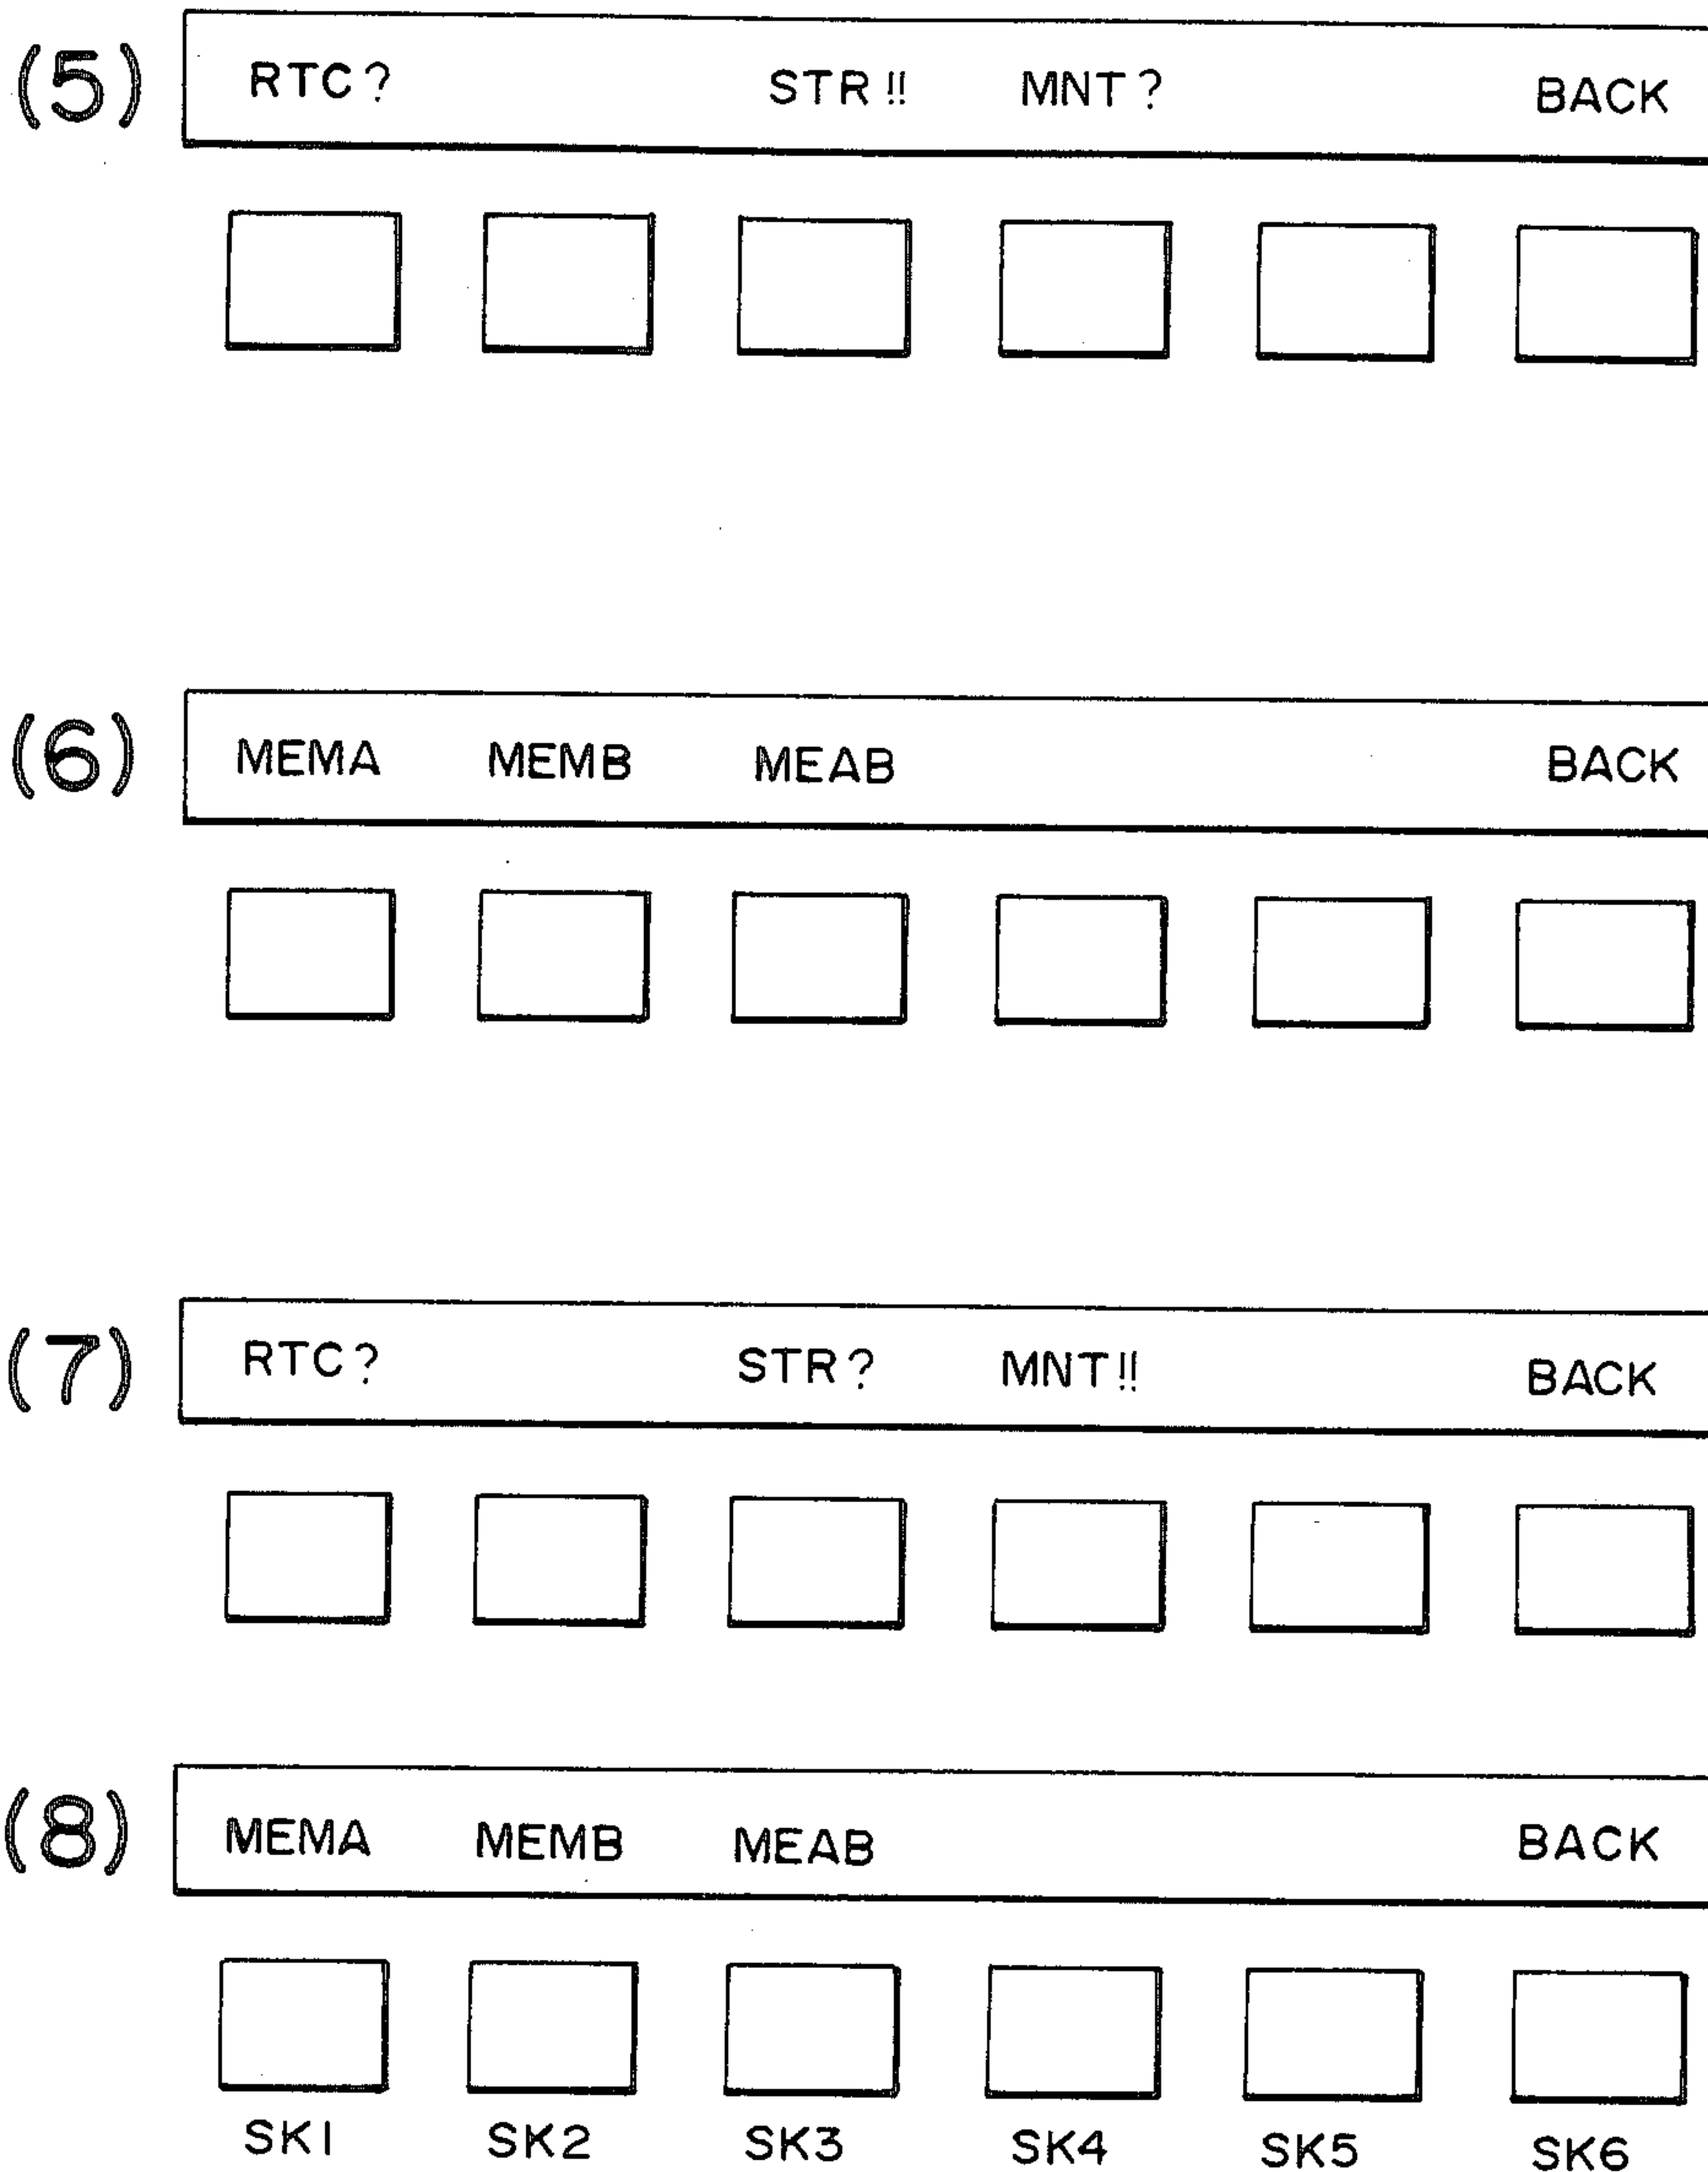 (5) RTC? STR!! MNT? BACK
(6) MEMA MEMB MEAB BACK
(7) RTC? STR? MNT!! BACK
(8) MEMA MEMB MEAB BACK
SK1 SK2 SK3 SK4 SK5 SK6